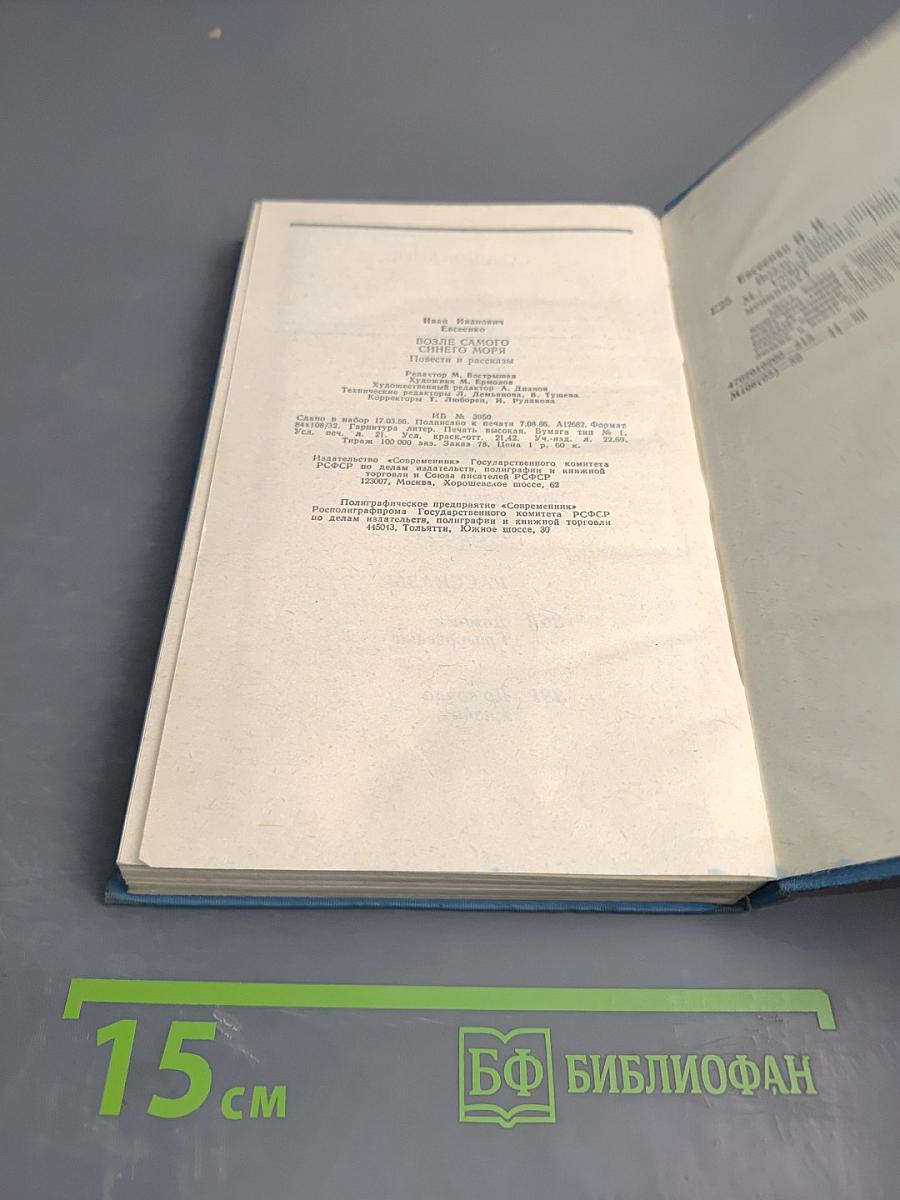 Иван Иванович
Евсеенко
ВОЗЛЕ САМОГО
СИНЕГО МОРЯ
Повести и рассказы
Редактор М. Вострышев
Художник М. Ермолов
Художественный редактор А. Дианов
Технические редакторы Л. Демьянова, В. Тушева
Корректоры Т. Люборец, И. Рудакова
ИБ № 3950
Сдано в набор 17.03.86. Подписано к печати 7.08.86. А12682. Формат
84х108/32. Гарнитура литер. Печать высокая. Бумага тип № 1.
Усл. печ. л. 21. Усл. краск.-отт. 21,42. Уч.-изд. л. 22,69.
Тираж 100 000 экз. Заказ 78. Цена 1 р. 60 к.
Издательство «Современник» Государственного комитета
РСФСР по делам издательств, полиграфии и книжной
торговли и Союза писателей РСФСР
123007, Москва, Хорошевское шоссе, 62
Полиграфическое предприятие «Современник»
Росполиграфпрома Государственного комитета РСФСР
по делам издательств, полиграфии и книжной торговли
445043, Тольятти, Южное шоссе, 30
Е25
15 см
БФ БИБЛИОФАН